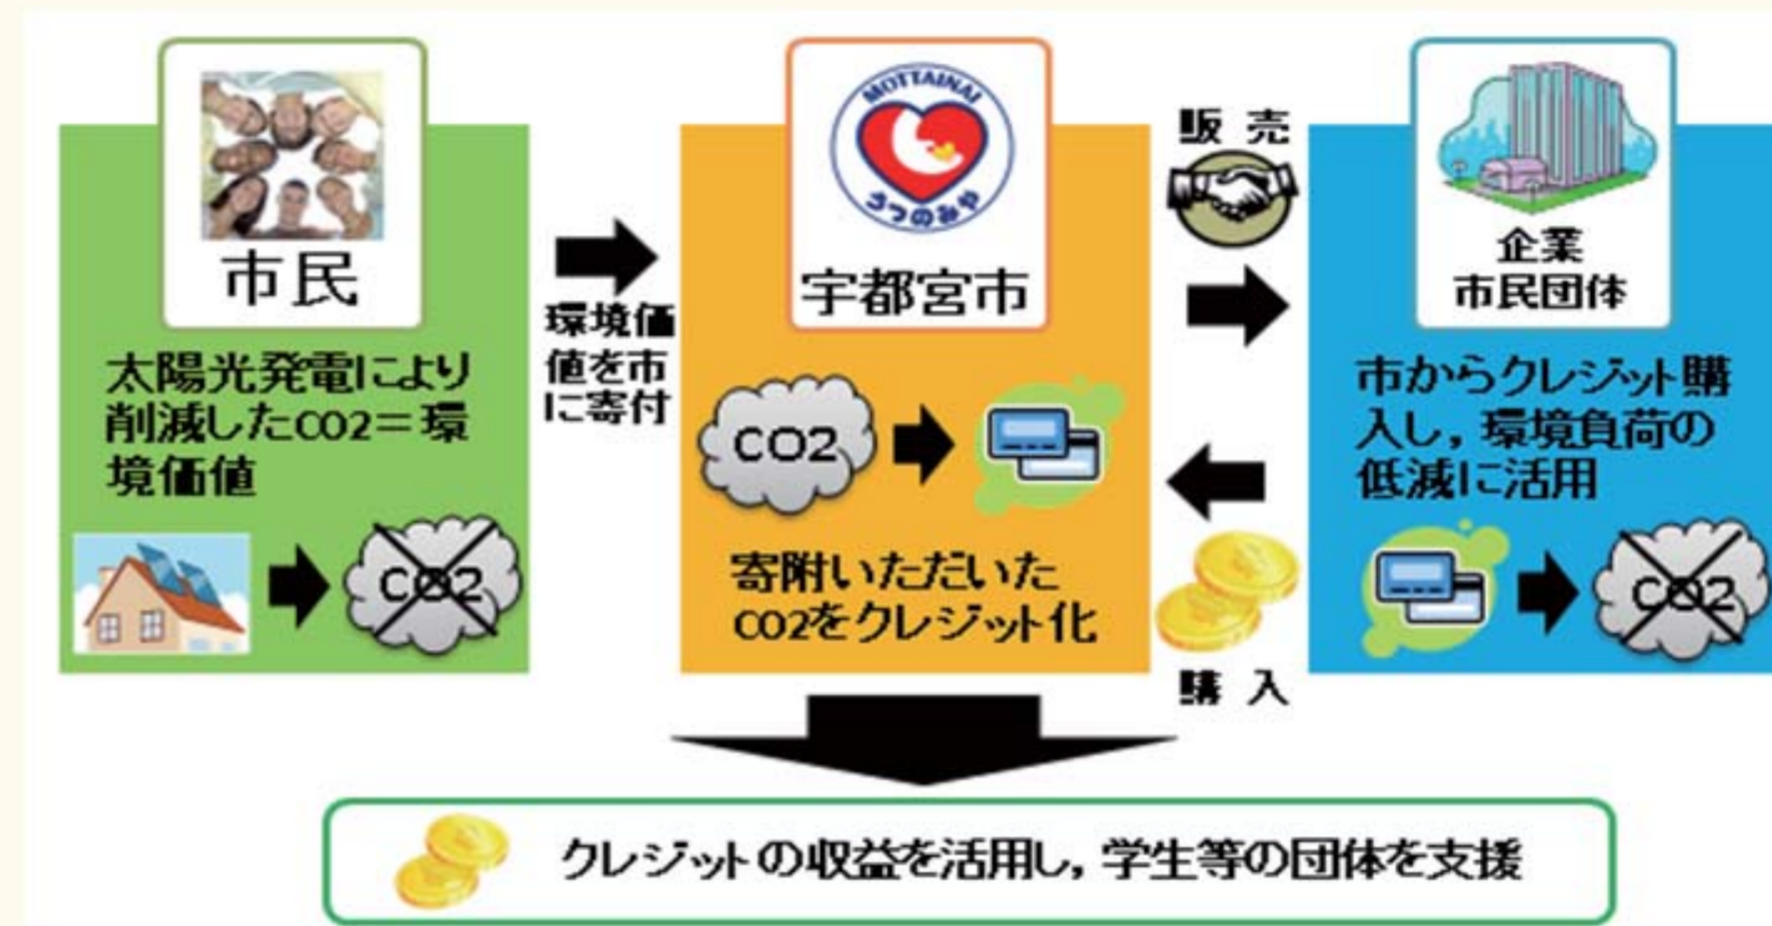 市民
太陽光発電により
削減したCO2＝環
境価値
CO2
環境価
値を市
に寄付
MOTTAINAI
うつのみや
宇都宮市
CO2
寄附いただいた
CO2をクレジット化
販売
購入
企業
市民団体
市からクレジット購
入し，環境負荷の
低減に活用
CO2
クレジットの収益を活用し，学生等の団体を支援